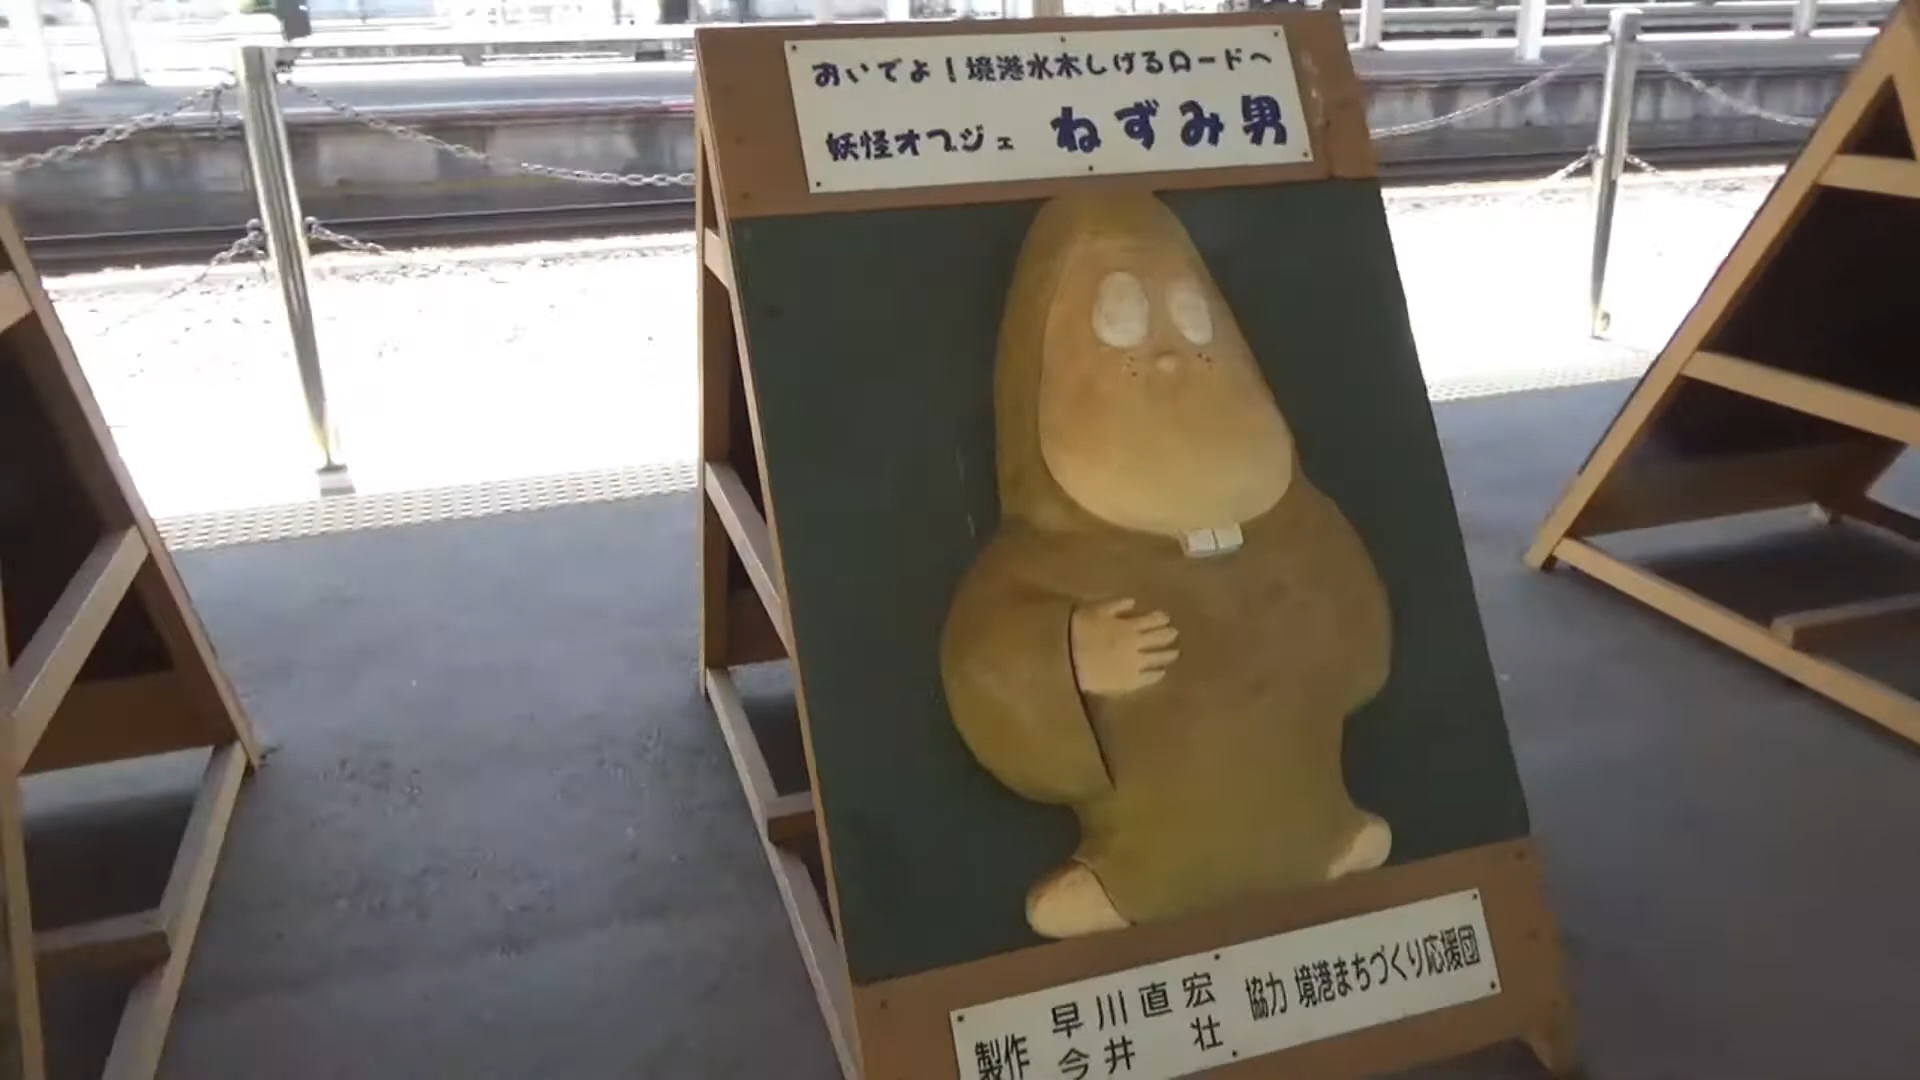 おいでよ！境港水木しげるロードへ
妖怪オブジェ ねずみ男
製作 早川直宏
今井 壮
協力 境港まちづくり応援団